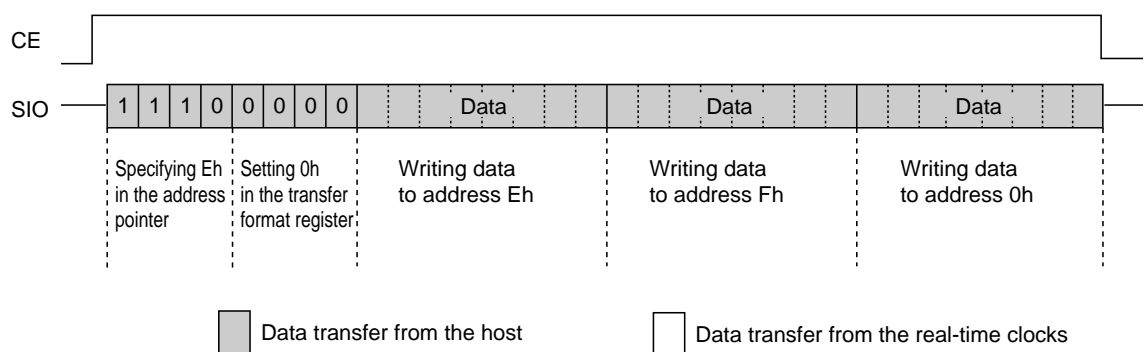 CE
SIO
1 1 1 0 0 0 0 0 Data Data Data
Specifying Eh
in the address
pointer
Setting 0h
in the transfer
format register
Writing data
to address Eh
Writing data
to address Fh
Writing data
to address 0h
Data transfer from the host
Data transfer from the real-time clocks